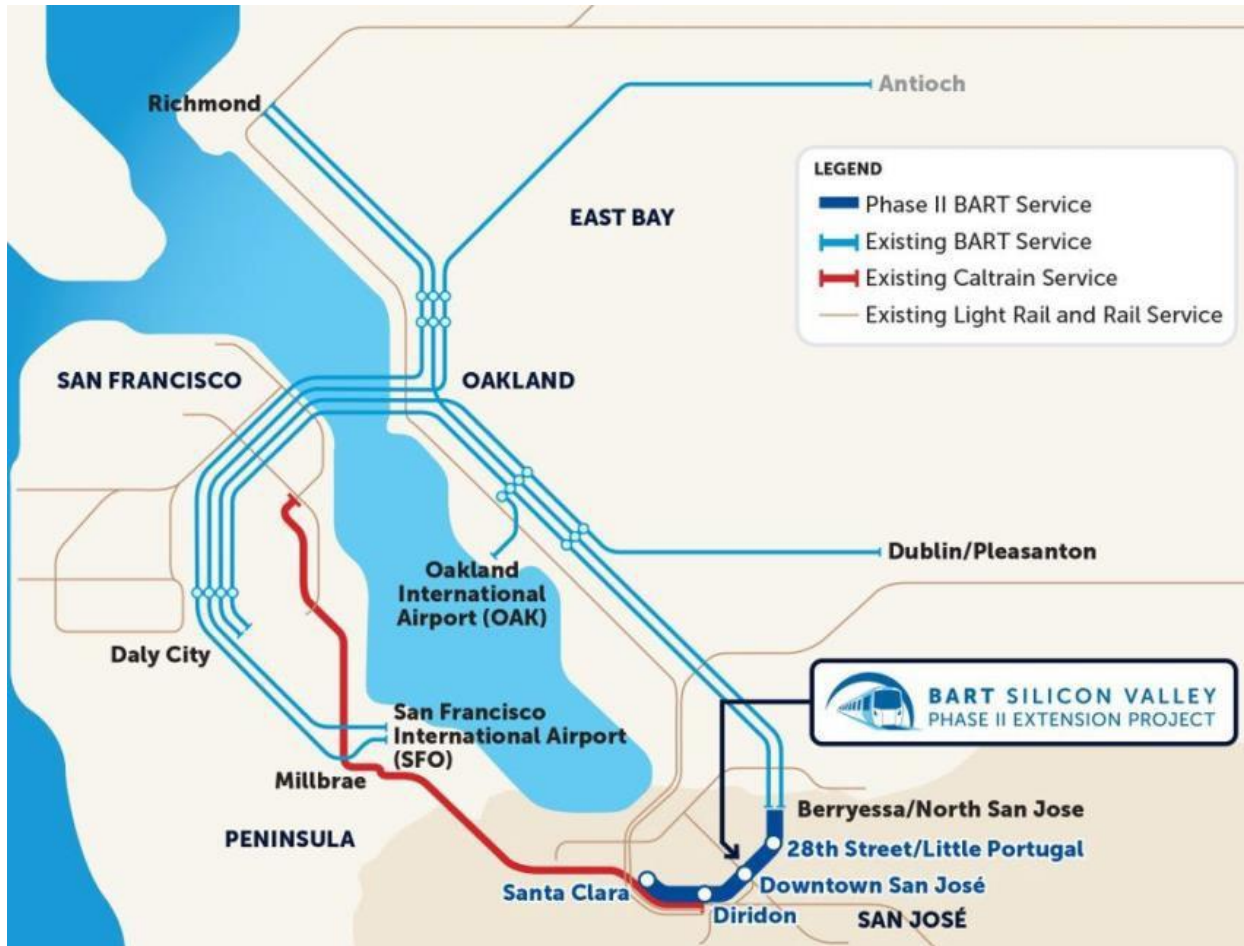 Richmond
Antioch
LEGEND
Phase II BART Service
Existing BART Service
Existing Caltrain Service
Existing Light Rail and Rail Service
EAST BAY
SAN FRANCISCO
OAKLAND
Oakland
International
Airport (OAK)
Dublin/Pleasanton
Daly City
BART SILICON VALLEY
PHASE II EXTENSION PROJECT
San Francisco
International Airport
(SFO)
Millbrae
PENINSULA
Berryessa/North San Jose
28th Street/Little Portugal
Downtown San José
Santa Clara
Diridon
SAN JOSÉ